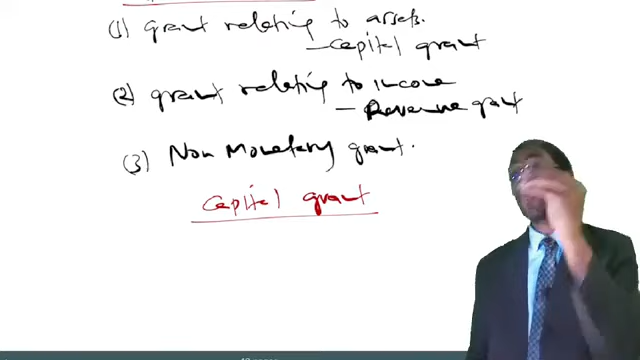 (1) grant relating to assets.
– Capital grant
(2) grant relating to income
– Revenue grant
(3) Non Monetary grant.
Capital grant